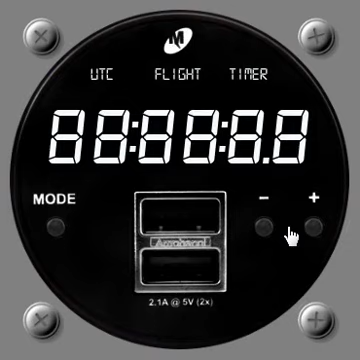 M
UTC FLIGHT TIMER
88:88:8.8
MODE - +
2.1A @ 5V (2x)